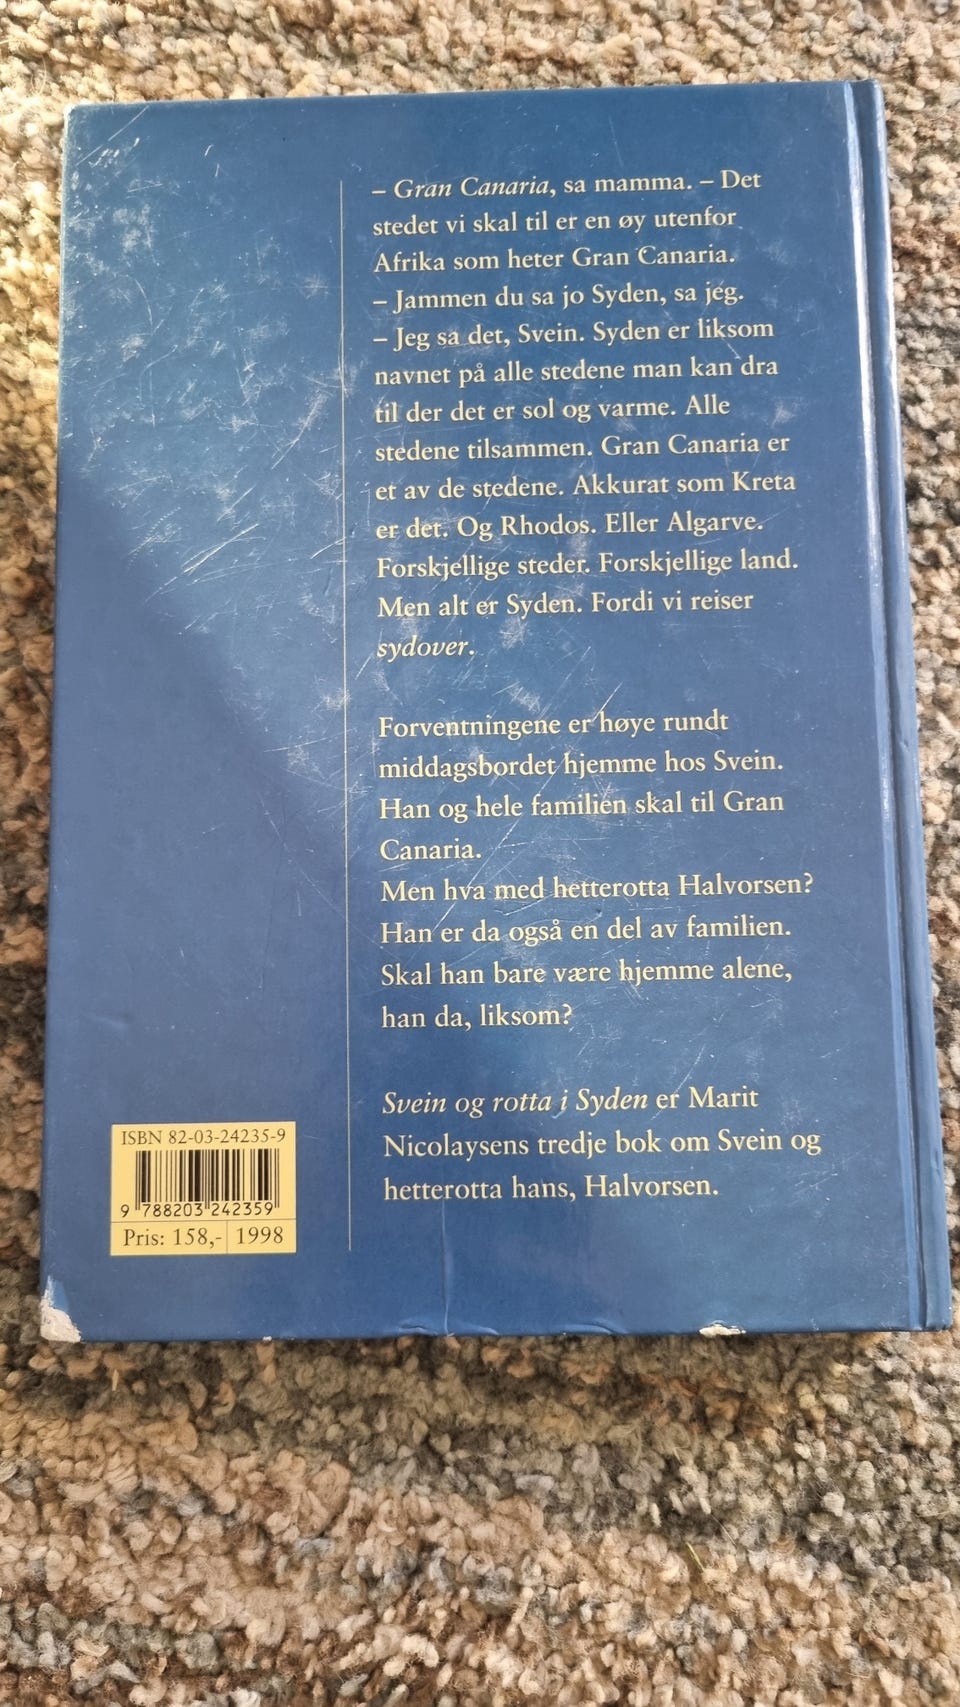 – Gran Canaria, sa mamma. – Det
stedet vi skal til er en øy utenfor
Afrika som heter Gran Canaria.
– Jammen du sa jo Syden, sa jeg.
– Jeg sa det, Svein. Syden er liksom
navnet på alle stedene man kan dra
til der det er sol og varme. Alle
stedene tilsammen. Gran Canaria er
et av de stedene. Akkurat som Kreta
er det. Og Rhodos. Eller Algarve.
Forskjellige steder. Forskjellige land.
Men alt er Syden. Fordi vi reiser
sydover.
Forventningene er høye rundt
middagsbordet hjemme hos Svein.
Han og hele familien skal til Gran
Canaria.
Men hva med hetterotta Halvorsen?
Han er da også en del av familien.
Skal han bare være hjemme alene,
han da, liksom?
Svein og rotta i Syden er Marit
Nicolaysens tredje bok om Svein og
hetterotta hans, Halvorsen.
ISBN 82-03-24235-9
9 788203 242359
Pris: 158,- 1998